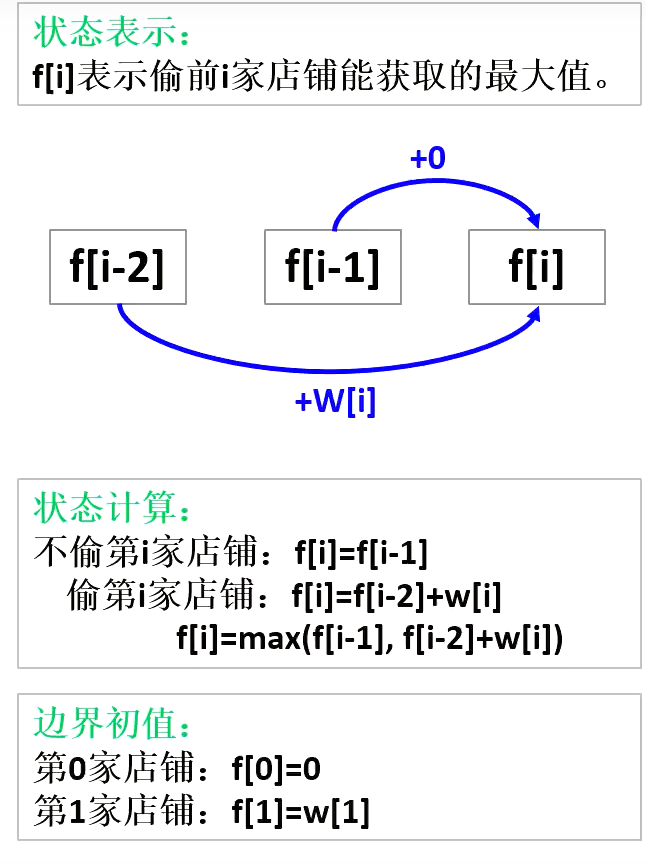 状态表示：
f[i]表示偷前i家店铺能获取的最大值。
+0
f[i-2]
f[i-1]
f[i]
+W[i]
状态计算：
不偷第i家店铺：f[i]=f[i-1]
偷第i家店铺：f[i]=f[i-2]+w[i]
f[i]=max(f[i-1], f[i-2]+w[i])
边界初值：
第0家店铺：f[0]=0
第1家店铺：f[1]=w[1]